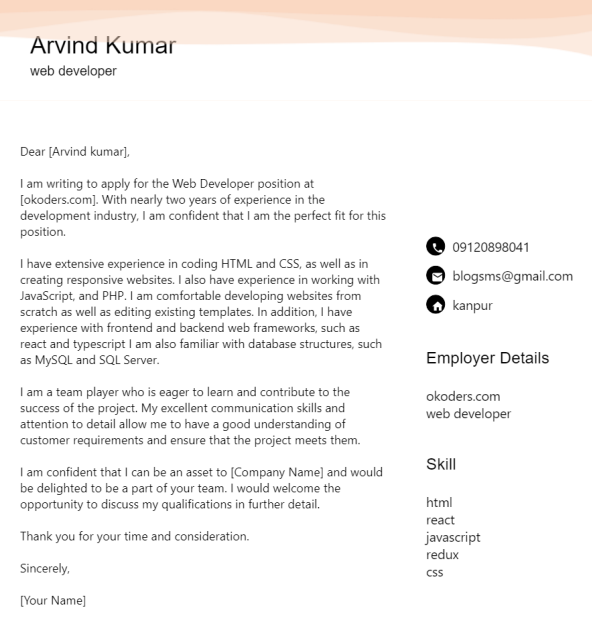 Arvind Kumar
web developer
Dear [Arvind kumar],
I am writing to apply for the Web Developer position at
[okoders.com]. With nearly two years of experience in the
development industry, I am confident that I am the perfect fit for this
position.
I have extensive experience in coding HTML and CSS, as well as in
creating responsive websites. I also have experience in working with
JavaScript, and PHP. I am comfortable developing websites from
scratch as well as editing existing templates. In addition, I have
experience with frontend and backend web frameworks, such as
react and typescript I am also familiar with database structures, such
as MySQL and SQL Server.
I am a team player who is eager to learn and contribute to the
success of the project. My excellent communication skills and
attention to detail allow me to have a good understanding of
customer requirements and ensure that the project meets them.
I am confident that I can be an asset to [Company Name] and would
be delighted to be a part of your team. I would welcome the
opportunity to discuss my qualifications in further detail.
Thank you for your time and consideration.
Sincerely,
[Your Name]
09120898041
blogsms@gmail.com
kanpur
Employer Details
okoders.com
web developer
Skill
html
react
javascript
redux
css